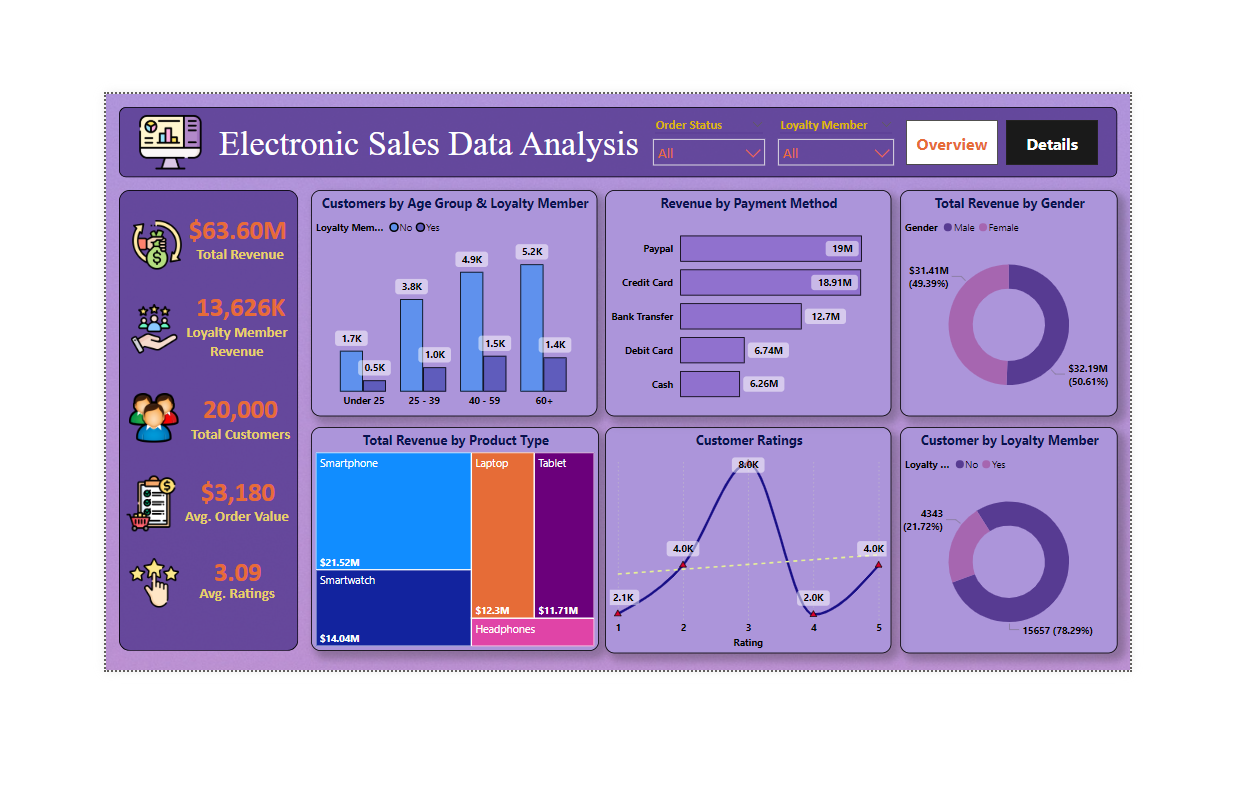 Electronic Sales Data Analysis
Order Status
All
Loyalty Member
All
Overview
Details
$63.60M
Total Revenue
13,626K
Loyalty Member
Revenue
20,000
Total Customers
$3,180
Avg. Order Value
3.09
Avg. Ratings
Customers by Age Group & Loyalty Member
Loyalty Mem... No Yes
1.7K
0.5K
3.8K
1.0K
4.9K
1.5K
5.2K
1.4K
Under 25
25 - 39
40 - 59
60+
Revenue by Payment Method
Paypal 19M
Credit Card 18.91M
Bank Transfer 12.7M
Debit Card 6.74M
Cash 6.26M
Total Revenue by Gender
Gender Male Female
$31.41M
(49.39%)
$32.19M
(50.61%)
Total Revenue by Product Type
Smartphone
$21.52M
Smartwatch
$14.04M
Laptop
$12.3M
Tablet
$11.71M
Headphones
Customer Ratings
2.1K
4.0K
8.0K
2.0K
4.0K
1 2 3 4 5
Rating
Customer by Loyalty Member
Loyalty ... No Yes
4343
(21.72%)
15657 (78.29%)